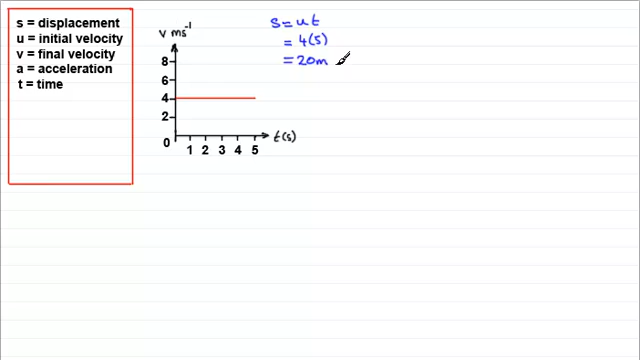 s = displacement
u = initial velocity
v = final velocity
a = acceleration
t = time
v ms⁻¹
8
6
4
2
0
1 2 3 4 5
t(s)
s = ut
= 4(5)
= 20m